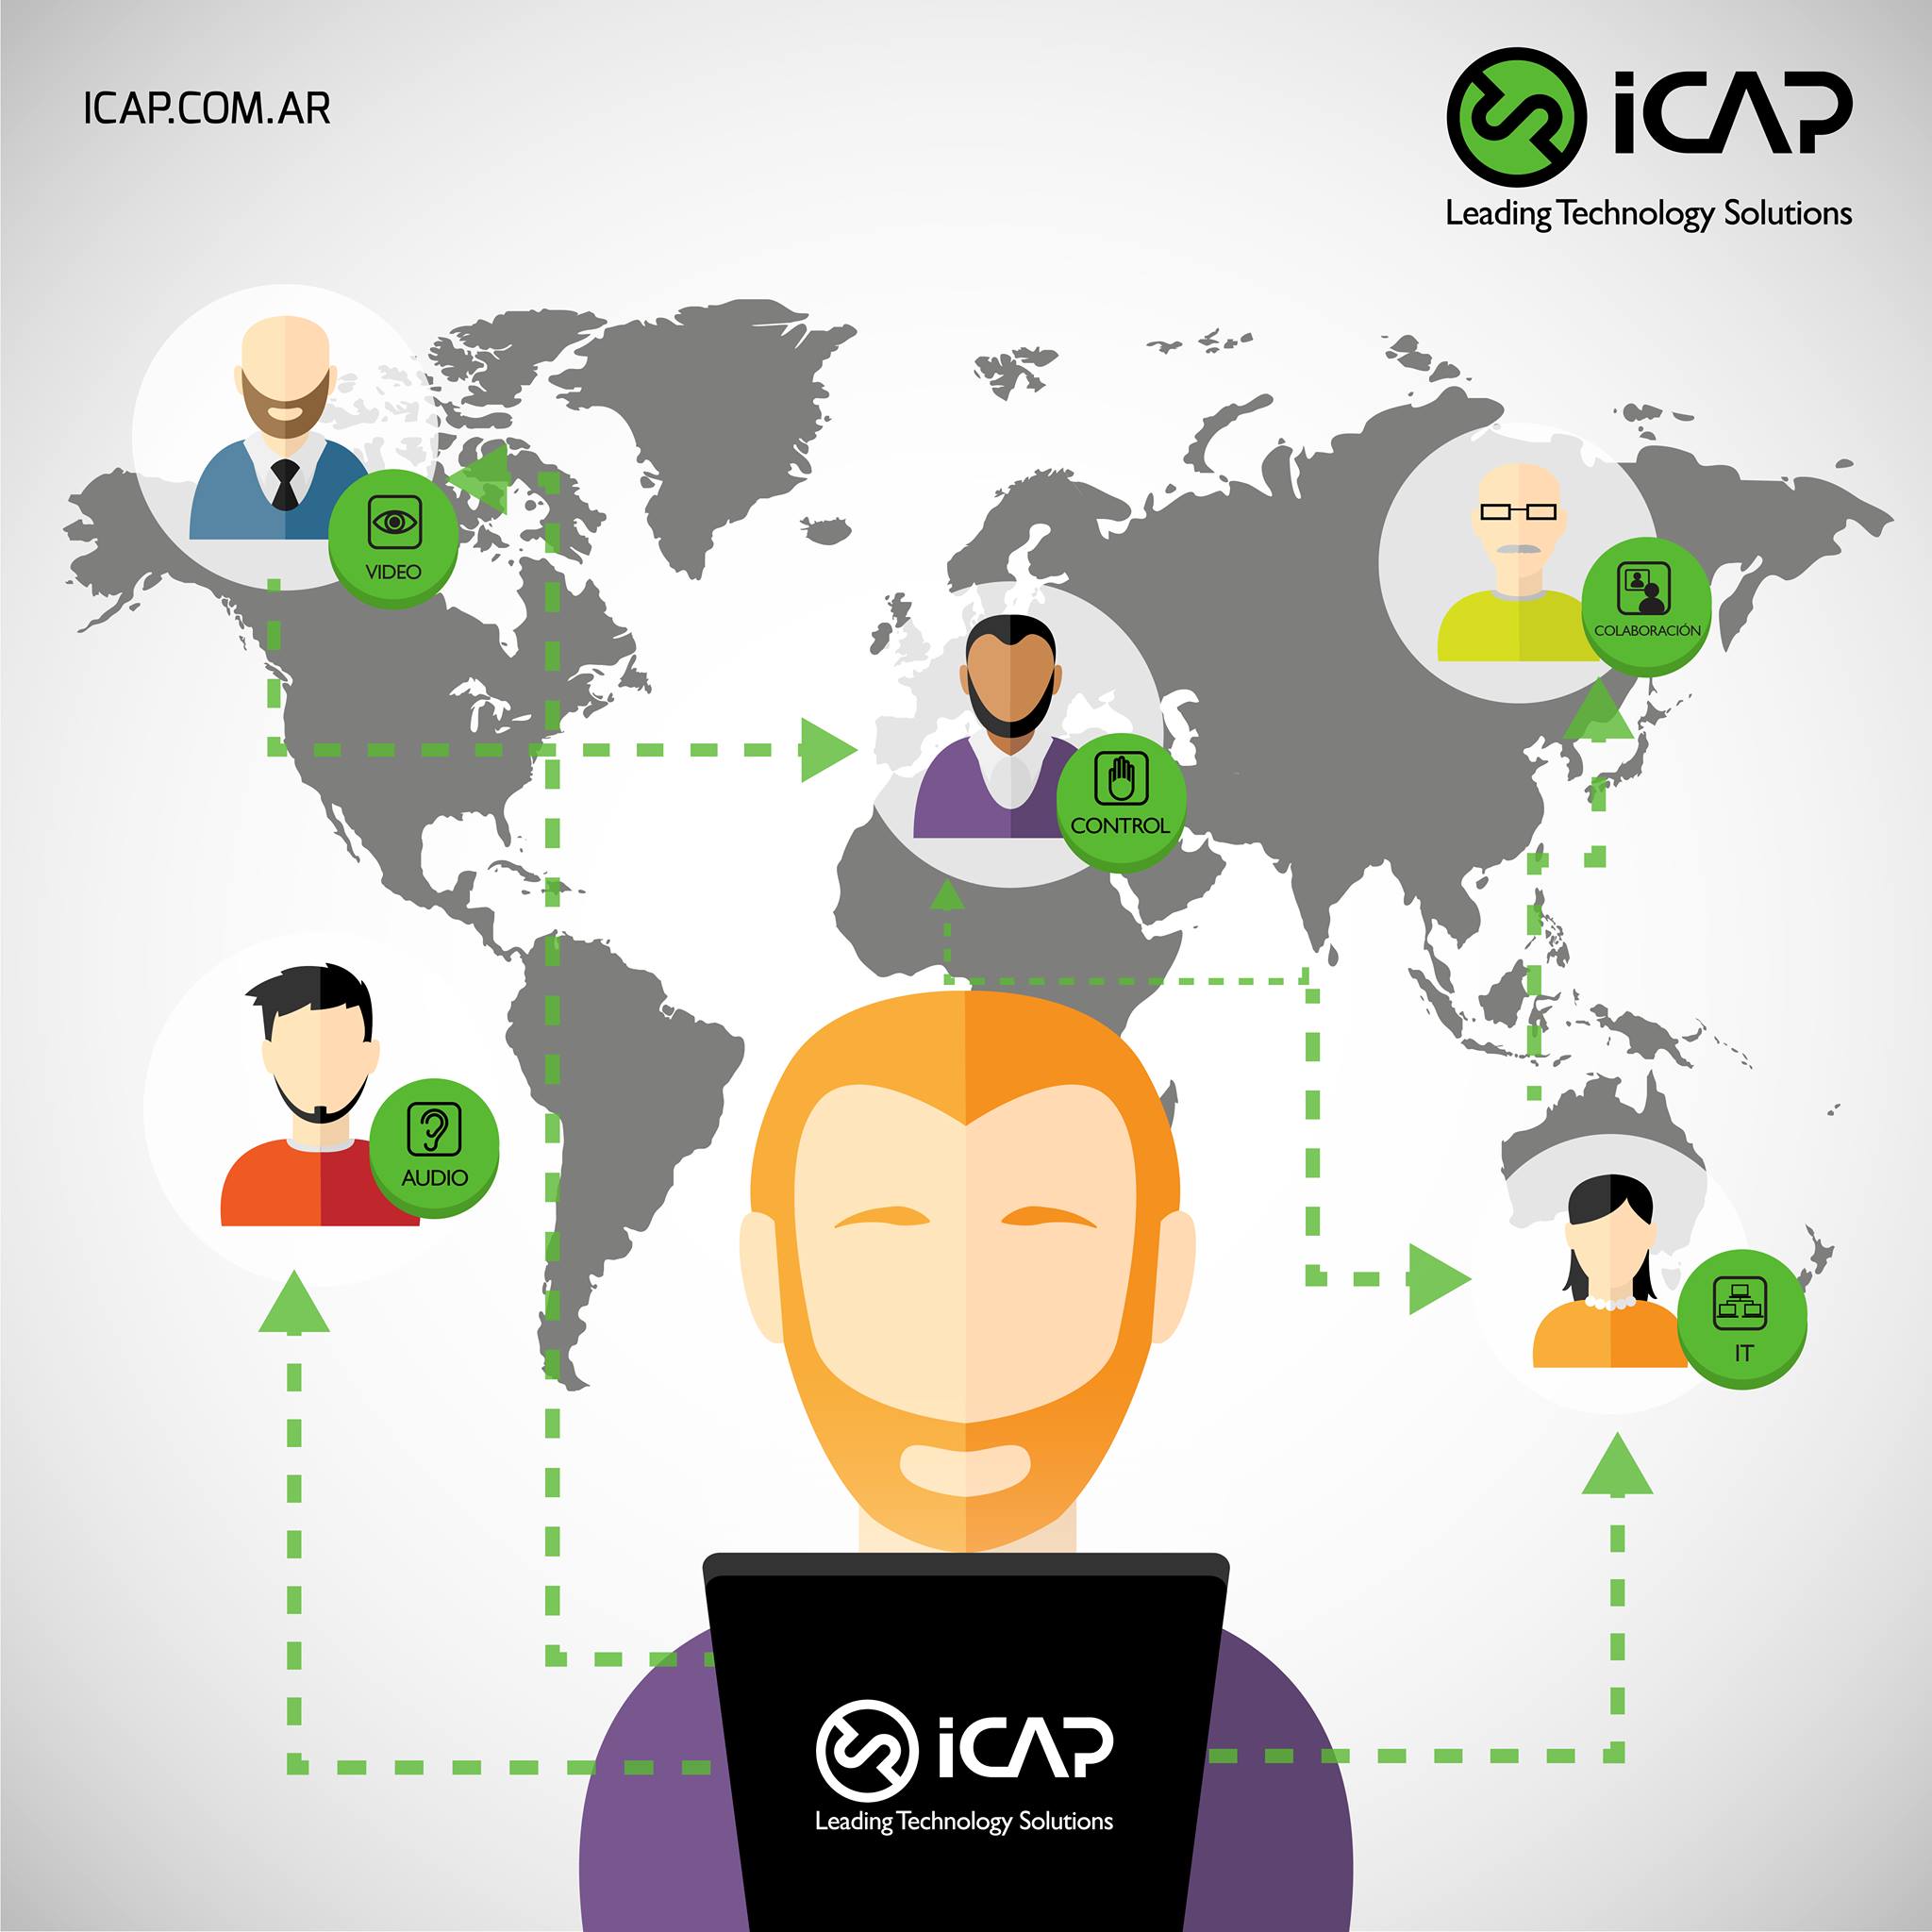 ICAP.COM.AR
iCAP
Leading Technology Solutions
VIDEO
COLABORACIÓN
CONTROL
AUDIO
IT
iCAP
Leading Technology Solutions